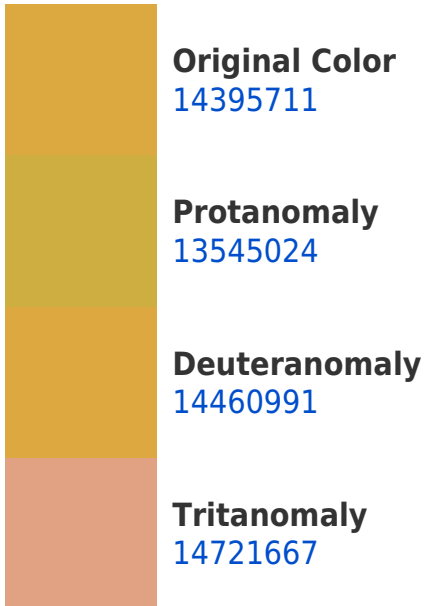 Original Color
14395711
Protanomaly
13545024
Deuteranomaly
14460991
Tritanomaly
14721667